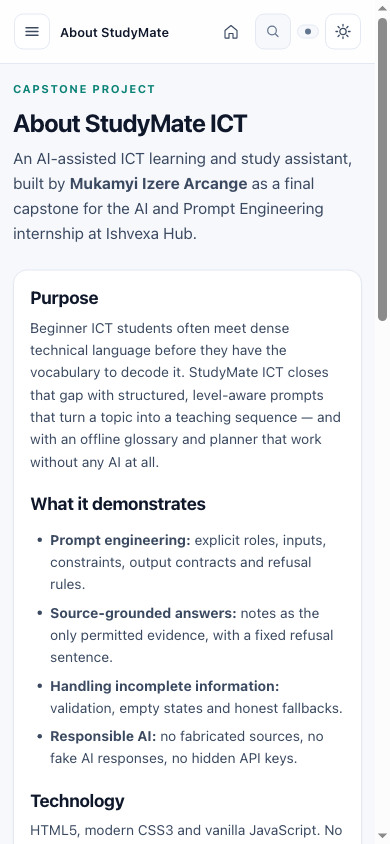 About StudyMate
CAPSTONE PROJECT
About StudyMate ICT
An AI-assisted ICT learning and study assistant,
built by Mukamyi Izere Arcange as a final
capstone for the AI and Prompt Engineering
internship at Ishvexa Hub.
Purpose
Beginner ICT students often meet dense
technical language before they have the
vocabulary to decode it. StudyMate ICT closes
that gap with structured, level-aware prompts
that turn a topic into a teaching sequence — and
with an offline glossary and planner that work
without any AI at all.
What it demonstrates
• Prompt engineering: explicit roles, inputs,
constraints, output contracts and refusal
rules.
• Source-grounded answers: notes as the
only permitted evidence, with a fixed refusal
sentence.
• Handling incomplete information:
validation, empty states and honest fallbacks.
• Responsible AI: no fabricated sources, no
fake AI responses, no hidden API keys.
Technology
HTML5, modern CSS3 and vanilla JavaScript. No